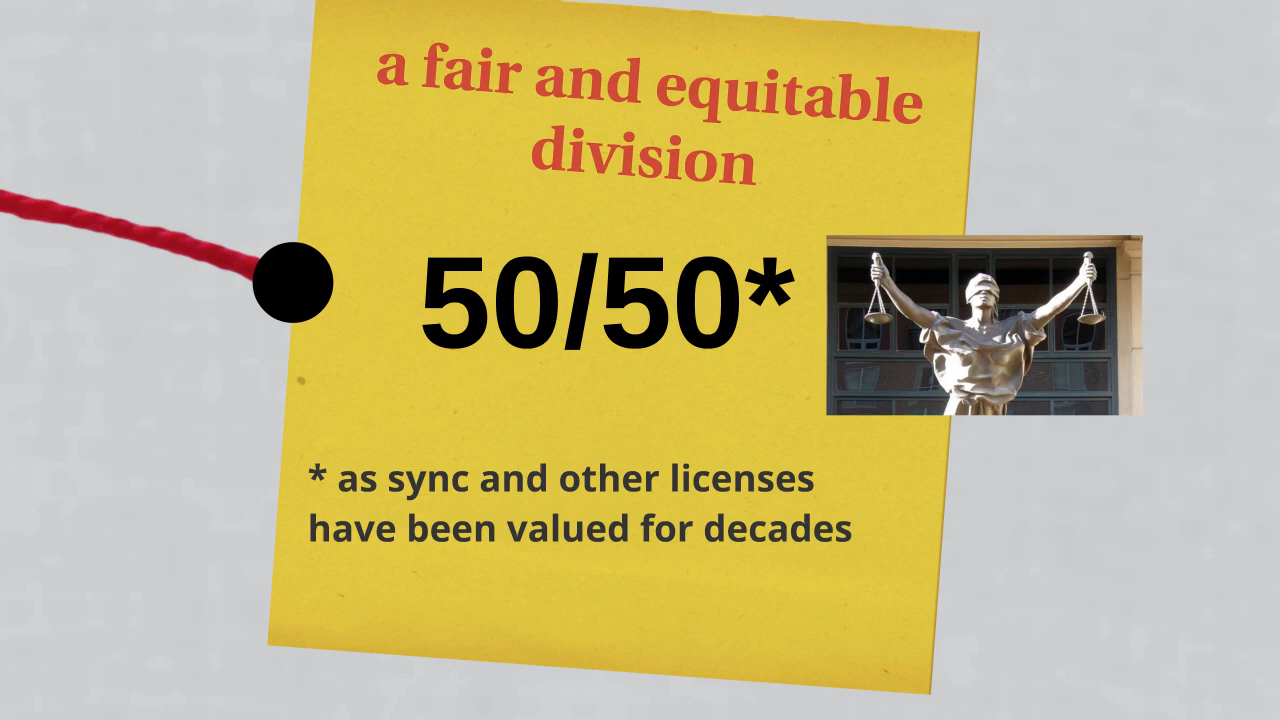 a fair and equitable
division
50/50*
* as sync and other licenses
have been valued for decades